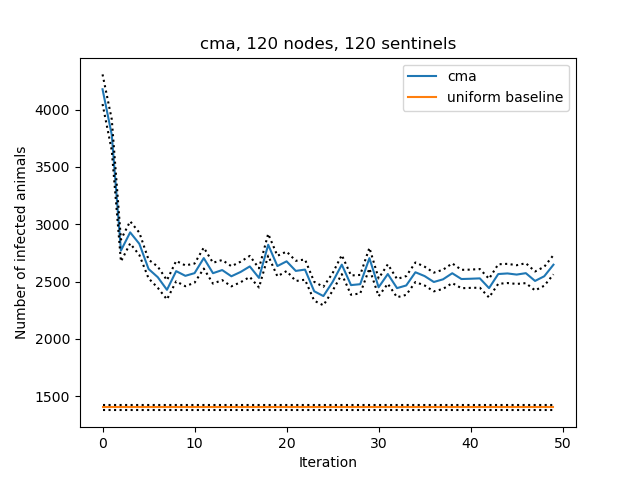 cma, 120 nodes, 120 sentinels
cma
uniform baseline
Number of infected animals
4000
3500
3000
2500
2000
1500
0
10
20
30
40
50
Iteration